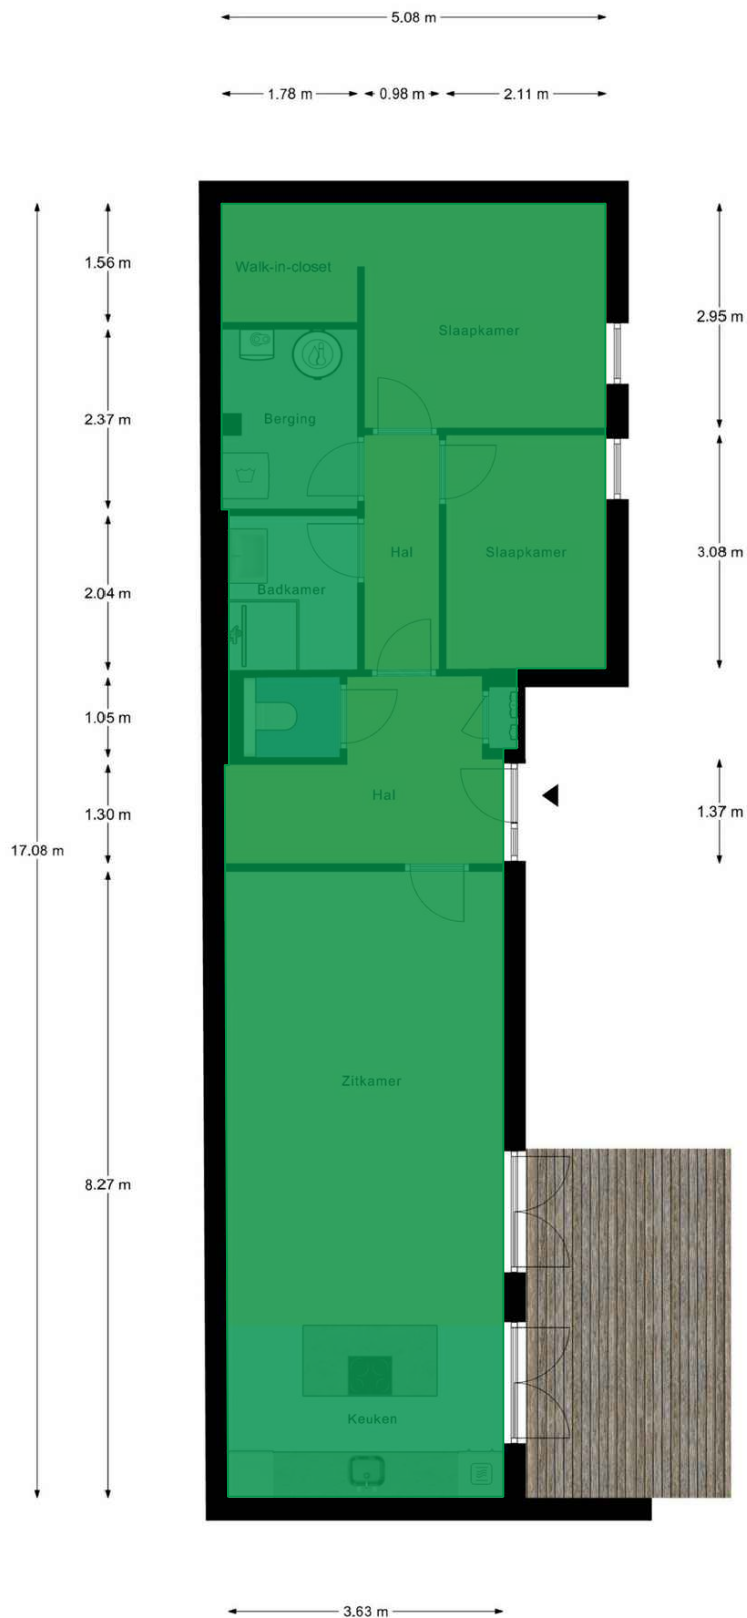 5.08 m
1.78 m 0.98 m 2.11 m
1.56 m
Walk-in-closet
2.95 m
Slaapkamer
2.37 m
Berging
Hal
Slaapkamer
3.08 m
2.04 m
Badkamer
1.05 m
Hal
1.30 m
1.37 m
17.08 m
Zitkamer
8.27 m
Keuken
3.63 m